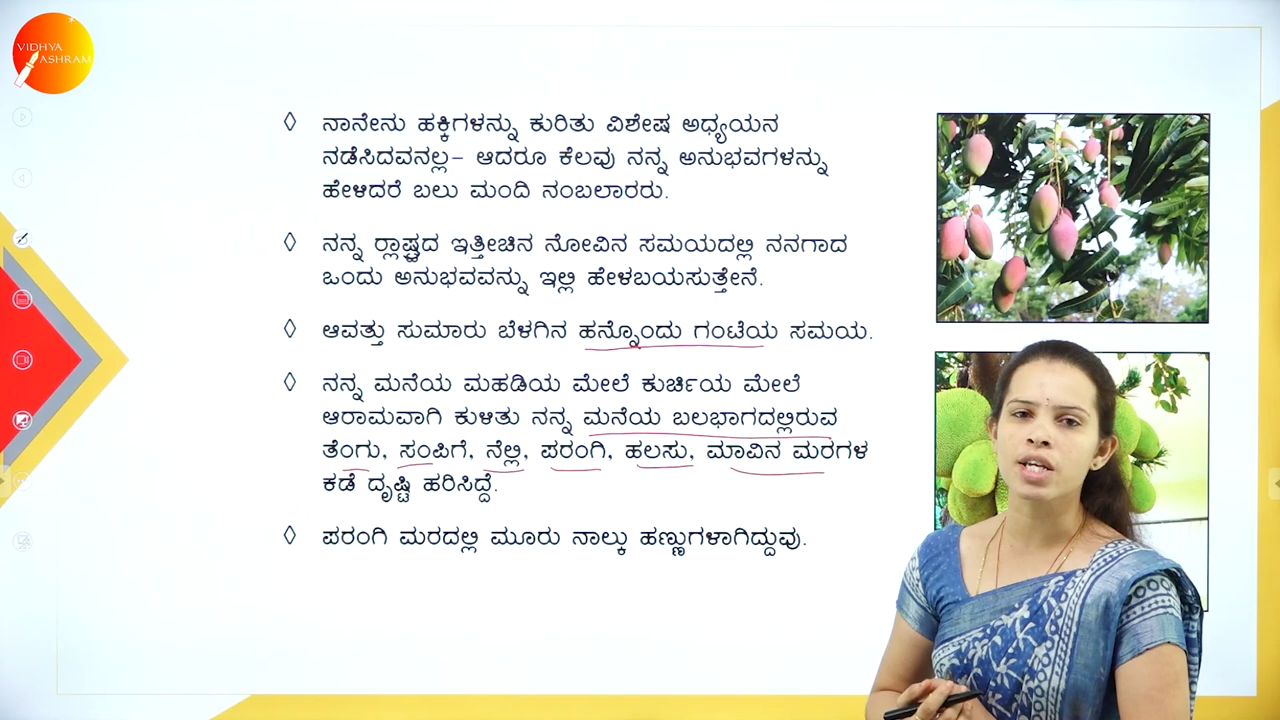 VIDHYA
ASHRAM
◊ ನಾನೇನು ಹಕ್ಕಿಗಳನ್ನು ಕುರಿತು ವಿಶೇಷ ಅಧ್ಯಯನ
ನಡೆಸಿದವನಲ್ಲ– ಆದರೂ ಕೆಲವು ನನ್ನ ಅನುಭವಗಳನ್ನು
ಹೇಳಿದರೆ ಬಲು ಮಂದಿ ನಂಬಲಾರರು.
◊ ನನ್ನ ರ‍್ಲಾಷ್ಟ್ರದ ಇತ್ತೀಚಿನ ನೋವಿನ ಸಮಯದಲ್ಲಿ ನನಗಾದ
ಒಂದು ಅನುಭವವನ್ನು ಇಲ್ಲಿ ಹೇಳಬಯಸುತ್ತೇನೆ.
◊ ಆವತ್ತು ಸುಮಾರು ಬೆಳಗಿನ ಹನ್ನೊಂದು ಗಂಟೆಯ ಸಮಯ.
◊ ನನ್ನ ಮನೆಯ ಮಹಡಿಯ ಮೇಲೆ ಕುರ್ಚಿಯ ಮೇಲೆ
ಆರಾಮವಾಗಿ ಕುಳಿತು ನನ್ನ ಮನೆಯ ಬಲಭಾಗದಲ್ಲಿರುವ
ತೆಂಗು, ಸಂಪಿಗೆ, ನೆಲ್ಲಿ, ಪರಂಗಿ, ಹಲಸು, ಮಾವಿನ ಮರಗಳ
ಕಡೆ ದೃಷ್ಟಿ ಹರಿಸಿದ್ದೆ.
◊ ಪರಂಗಿ ಮರದಲ್ಲಿ ಮೂರು ನಾಲ್ಕು ಹಣ್ಣುಗಳಾಗಿದ್ದುವು.